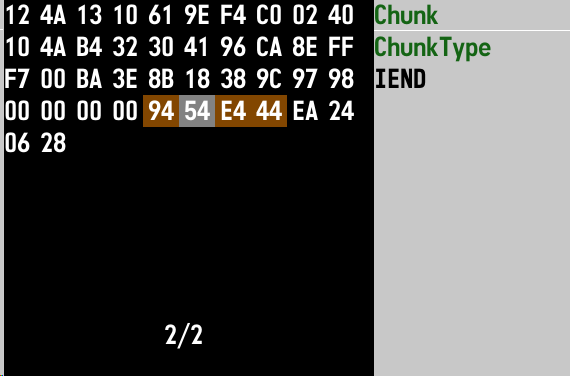 12 4A 13 10 61 9E F4 C0 02 40
10 4A B4 32 30 41 96 CA 8E FF
F7 00 BA 3E 8B 18 38 9C 97 98
00 00 00 00 94 54 E4 44 EA 24
06 28
2/2
Chunk
ChunkType
IEND